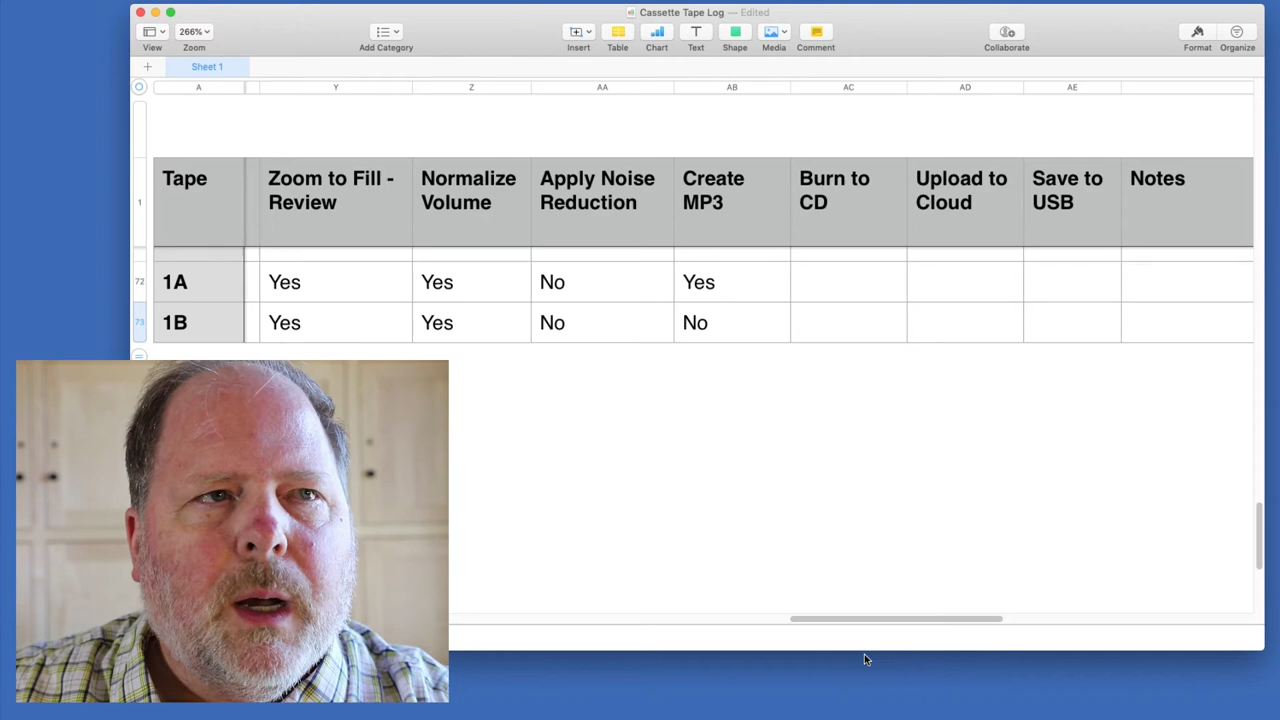 Cassette Tape Log — Edited
266%
View Zoom Add Category Insert Table Chart Text Shape Media Comment Collaborate Format Organize
Sheet 1
A Y Z AA AB AC AD AE
1 Tape Zoom to Fill - Normalize Apply Noise Create Burn to Upload to Save to Notes
Review Volume Reduction MP3 CD Cloud USB
72 1A Yes Yes No Yes
73 1B Yes Yes No No